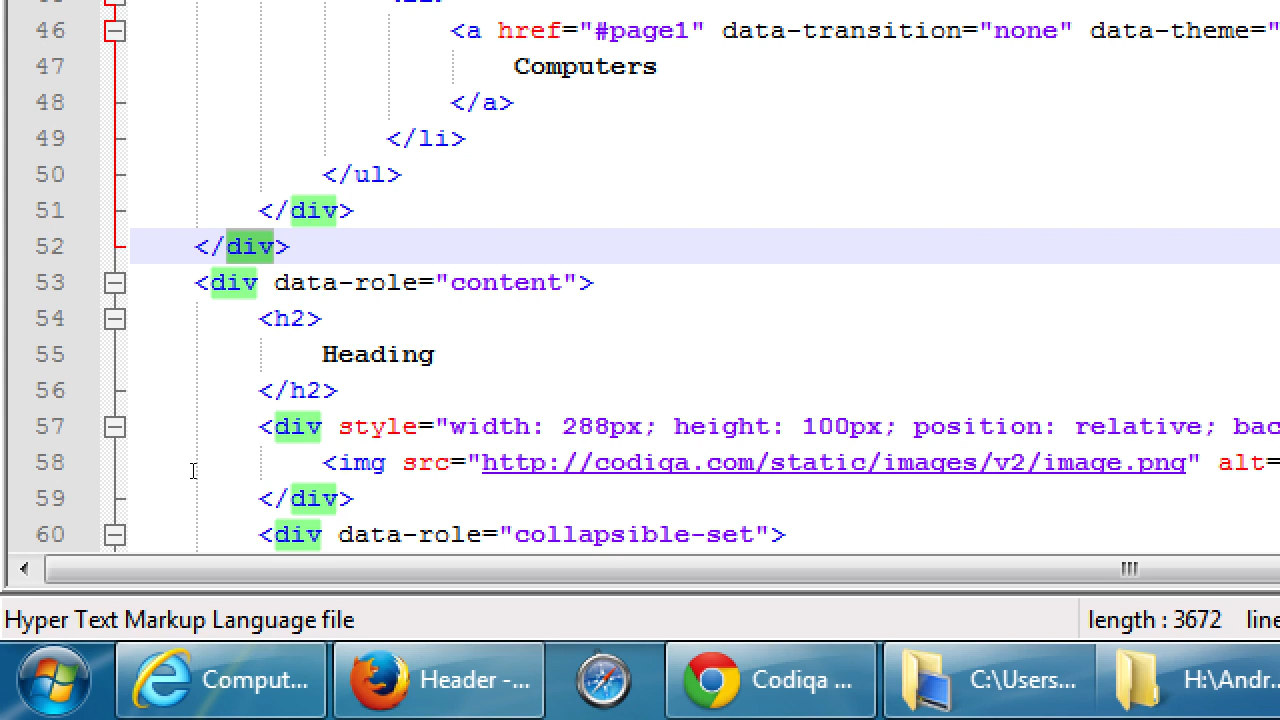 46 <a href="#page1" data-transition="none" data-theme="
47 Computers
48 </a>
49 </li>
50 </ul>
51 </div>
52 </div>
53 <div data-role="content">
54 <h2>
55 Heading
56 </h2>
57 <div style="width: 288px; height: 100px; position: relative; bac
58 <img src="http://codiqa.com/static/images/v2/image.png" alt=
59 </div>
60 <div data-role="collapsible-set">
Hyper Text Markup Language file length : 3672 line
Comput... Header -... Codiqa ... C:\Users... H:\Andr...